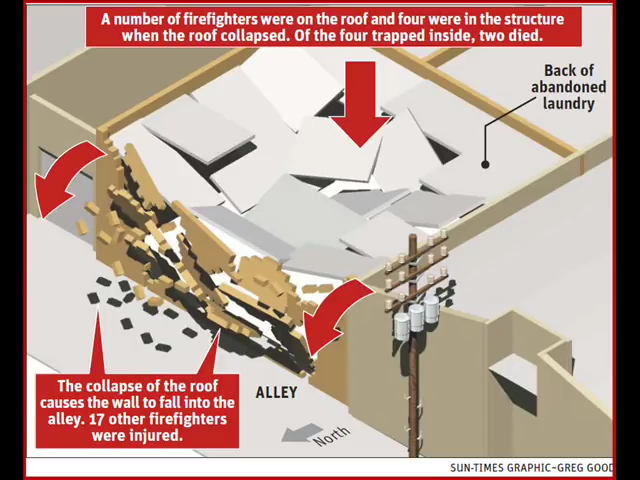 A number of firefighters were on the roof and four were in the structure
when the roof collapsed. Of the four trapped inside, two died.
Back of
abandoned
laundry
The collapse of the roof
causes the wall to fall into the
alley. 17 other firefighters
were injured.
ALLEY
North
SUN-TIMES GRAPHIC~GREG GOOD